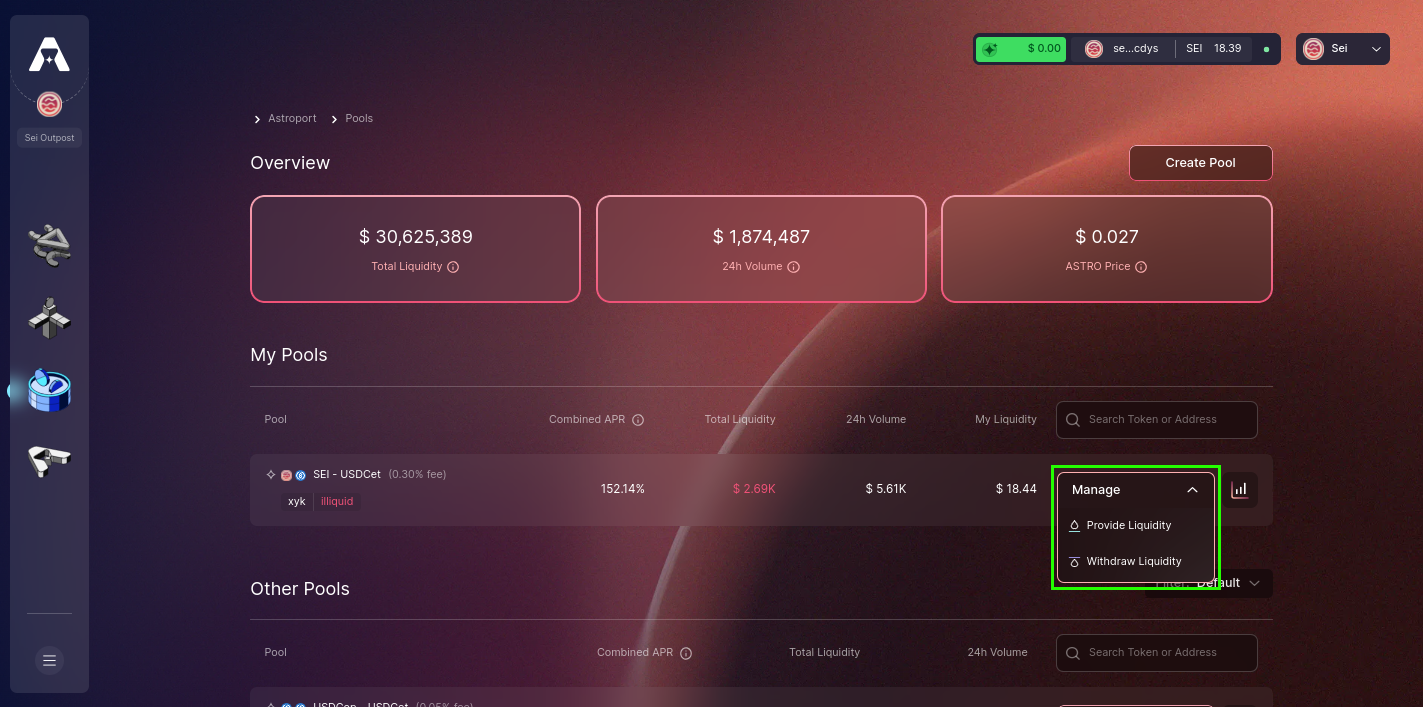 $ 0.00 se...cdys SEI 18.39 Sei
Sei Outpost
Astroport Pools
Overview
Create Pool
$ 30,625,389
Total Liquidity
$ 1,874,487
24h Volume
$ 0.027
ASTRO Price
My Pools
Pool Combined APR Total Liquidity 24h Volume My Liquidity Search Token or Address
SEI - USDCet (0.30% fee)
xyk illiquid
152.14% $ 2.69K $ 5.61K $ 18.44
Manage
Provide Liquidity
Withdraw Liquidity
Filter: Default
Other Pools
Pool Combined APR Total Liquidity 24h Volume Search Token or Address
(0.05% fee)